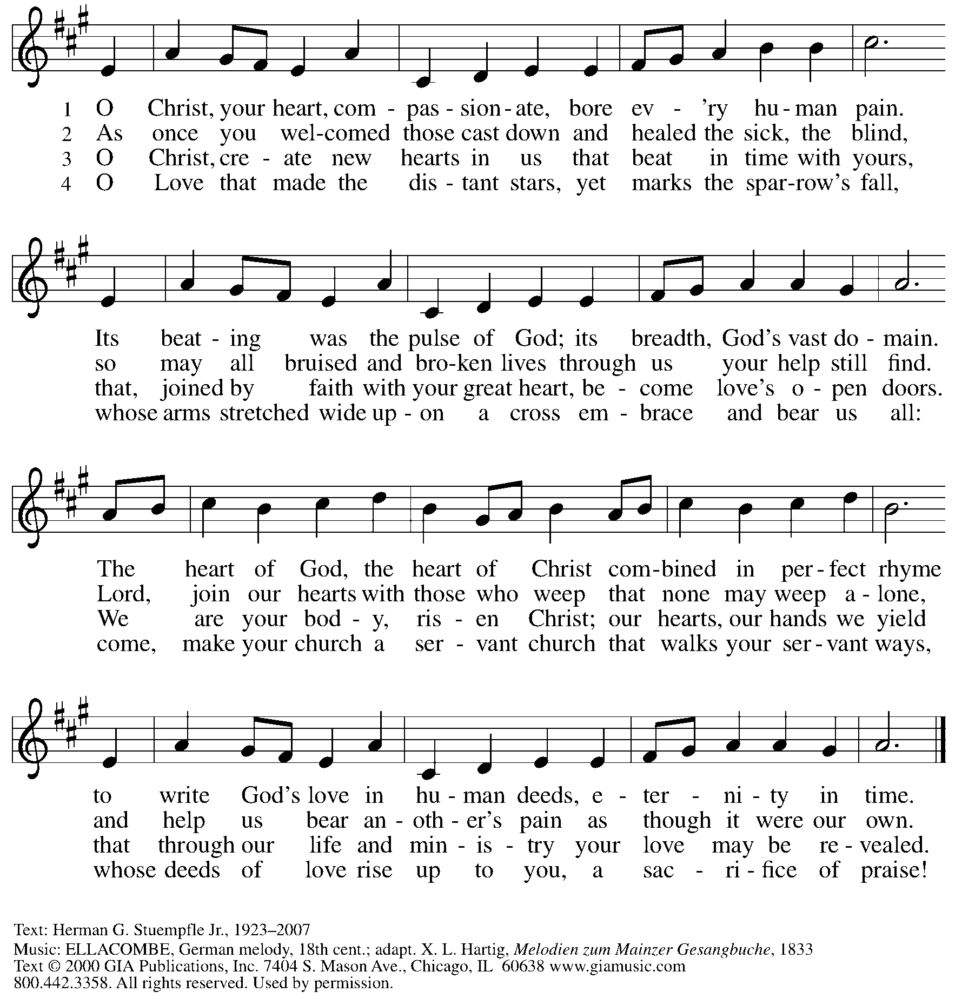 1 O Christ, your heart, com - pas - sion - ate, bore ev - 'ry hu - man pain.
2 As once you wel - comed those cast down and healed the sick, the blind,
3 O Christ, cre - ate new hearts in us that beat in time with yours,
4 O Love that made the dis - tant stars, yet marks the spar - row's fall,
Its beat - ing was the pulse of God; its breadth, God's vast do - main.
so may all bruised and bro - ken lives through us your help still find.
that, joined by faith with your great heart, be - come love's o - pen doors.
whose arms stretched wide up - on a cross em - brace and bear us all:
The heart of God, the heart of Christ com - bined in per - fect rhyme
Lord, join our hearts with those who weep that none may weep a - lone,
We are your bod - y, ris - en Christ; our hearts, our hands we yield
come, make your church a ser - vant church that walks your ser - vant ways,
to write God's love in hu - man deeds, e - ter - ni - ty in time.
and help us bear an - oth - er's pain as though it were our own.
that through our life and min - is - try your love may be re - vealed.
whose deeds of love rise up to you, a sac - ri - fice of praise!
Text: Herman G. Stuempfle Jr., 1923–2007
Music: ELLACOMBE, German melody, 18th cent.; adapt. X. L. Hartig, Melodien zum Mainzer Gesangbuche, 1833
Text © 2000 GIA Publications, Inc. 7404 S. Mason Ave., Chicago, IL 60638 www.giamusic.com
800.442.3358. All rights reserved. Used by permission.